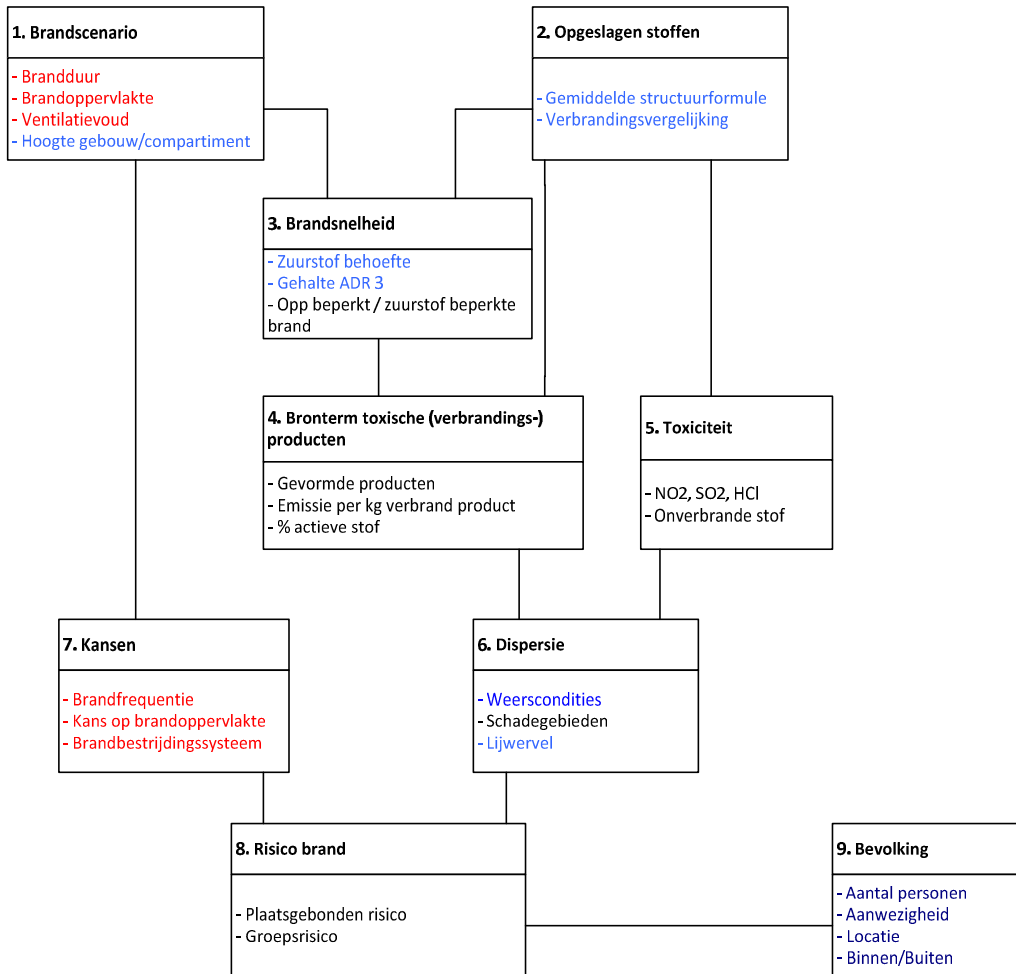 1. Brandscenario
- Brandduur
- Brandoppervlakte
- Ventilatievoud
- Hoogte gebouw/compartiment
2. Opgeslagen stoffen
- Gemiddelde structuurformule
- Verbrandingsvergelijking
3. Brandsnelheid
- Zuurstof behoefte
- Gehalte ADR 3
- Opp beperkt / zuurstof beperkte
brand
4. Bronterm toxische (verbrandings-)
producten
- Gevormde producten
- Emissie per kg verbrand product
- % actieve stof
5. Toxiciteit
- NO2, SO2, HCl
- Onverbrande stof
7. Kansen
- Brandfrequentie
- Kans op brandoppervlakte
- Brandbestrijdingssysteem
6. Dispersie
- Weerscondities
- Schadegebieden
- Lijwervel
8. Risico brand
- Plaatsgebonden risico
- Groepsrisico
9. Bevolking
- Aantal personen
- Aanwezigheid
- Locatie
- Binnen/Buiten